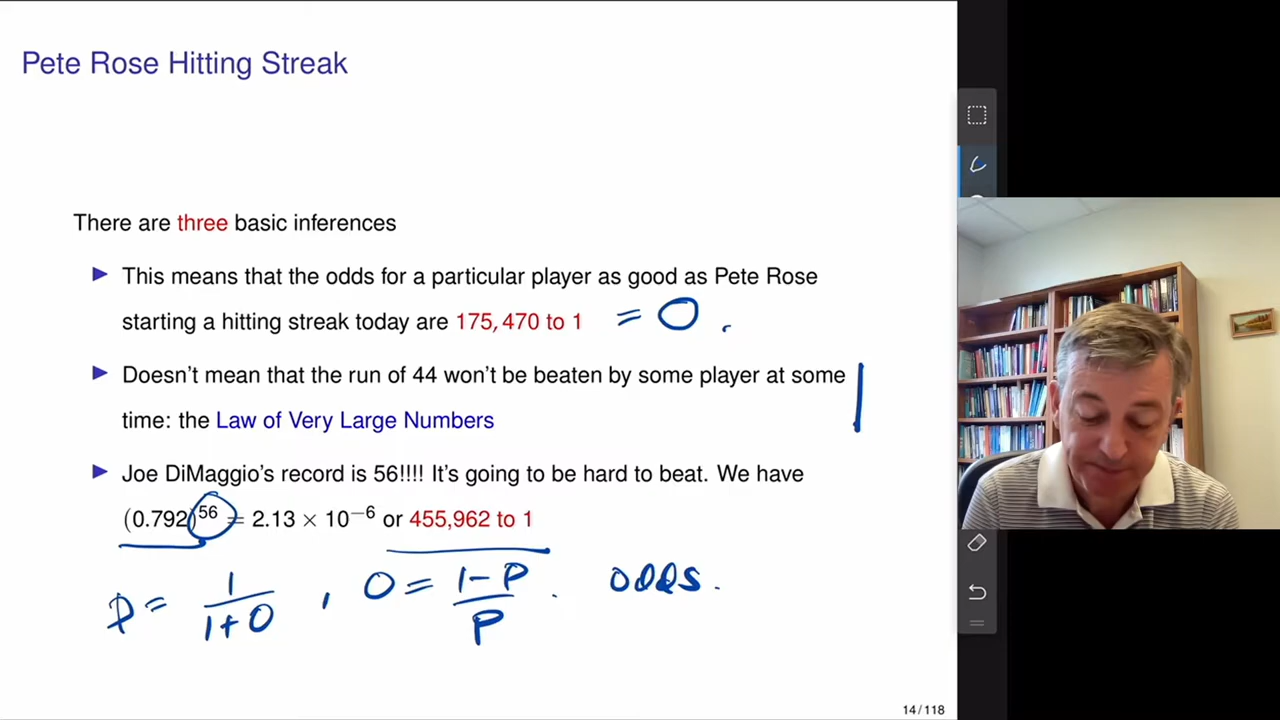 Pete Rose Hitting Streak
There are three basic inferences
This means that the odds for a particular player as good as Pete Rose
starting a hitting streak today are 175,470 to 1 = O.
Doesn't mean that the run of 44 won't be beaten by some player at some
time: the Law of Very Large Numbers
Joe DiMaggio's record is 56!!!! It's going to be hard to beat. We have
(0.792)^56 = 2.13 × 10^−6 or 455,962 to 1
P = 1/(1+O) , O = (1-P)/P . odds.
14/118